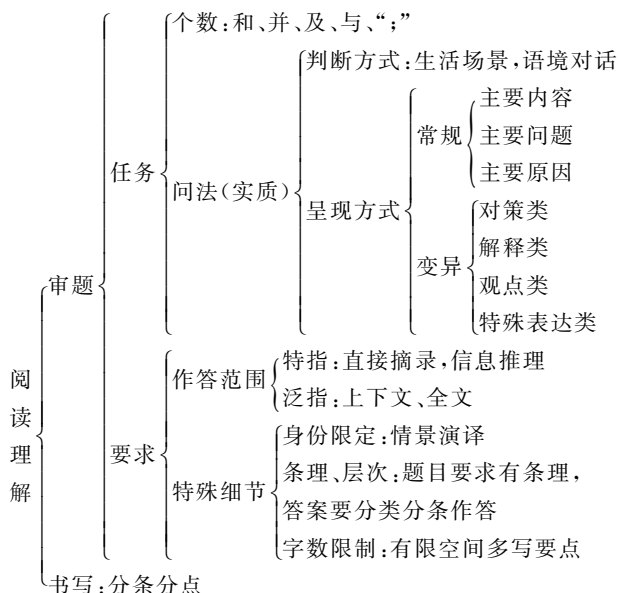 个数:和、并、及、与、“;”
判断方式:生活场景,语境对话
主要内容
常规
主要问题
任务
主要原因
问法(实质)
呈现方式
对策类
解释类
变异
观点类
审题
特殊表达类
特指:直接摘录,信息推理
作答范围
泛指:上下文、全文
阅读理解
身份限定:情景演译
要求
条理、层次:题目要求有条理,
特殊细节
答案要分类分条作答
字数限制:有限空间多写要点
书写:分条分点